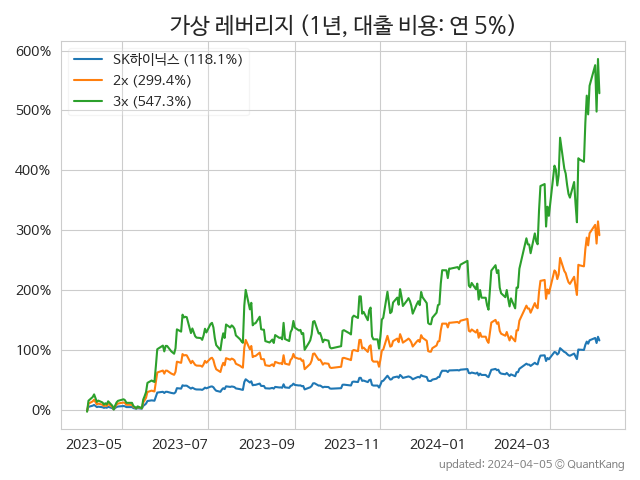 가상 레버리지 (1년, 대출 비용: 연 5%)
600%
500%
400%
300%
200%
100%
0%
SK하이닉스 (118.1%)
2x (299.4%)
3x (547.3%)
2023-05 2023-07 2023-09 2023-11 2024-01 2024-03
updated: 2024-04-05 © QuantKang